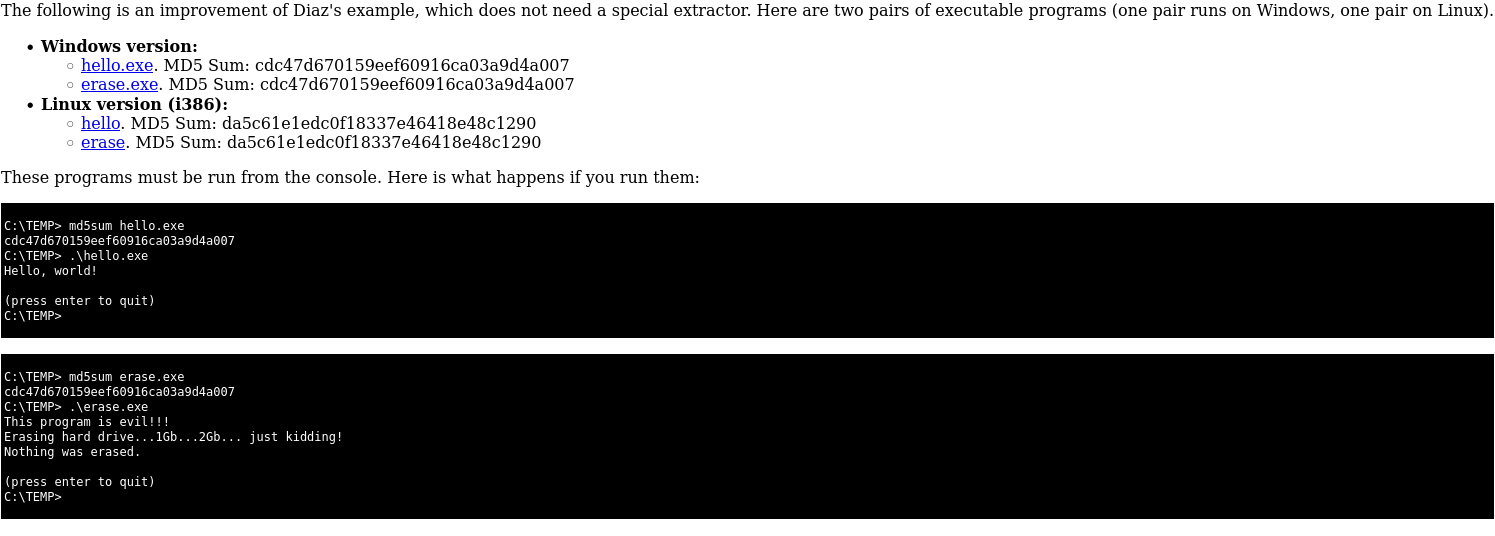 The following is an improvement of Diaz's example, which does not need a special extractor. Here are two pairs of executable programs (one pair runs on Windows, one pair on Linux).
Windows version:
hello.exe. MD5 Sum: cdc47d670159eef60916ca03a9d4a007
erase.exe. MD5 Sum: cdc47d670159eef60916ca03a9d4a007
Linux version (i386):
hello. MD5 Sum: da5c61e1edc0f18337e46418e48c1290
erase. MD5 Sum: da5c61e1edc0f18337e46418e48c1290
These programs must be run from the console. Here is what happens if you run them:
C:\TEMP> md5sum hello.exe
cdc47d670159eef60916ca03a9d4a007
C:\TEMP> .\hello.exe
Hello, world!
(press enter to quit)
C:\TEMP>
C:\TEMP> md5sum erase.exe
cdc47d670159eef60916ca03a9d4a007
C:\TEMP> .\erase.exe
This program is evil!!!
Erasing hard drive...1Gb...2Gb... just kidding!
Nothing was erased.
(press enter to quit)
C:\TEMP>